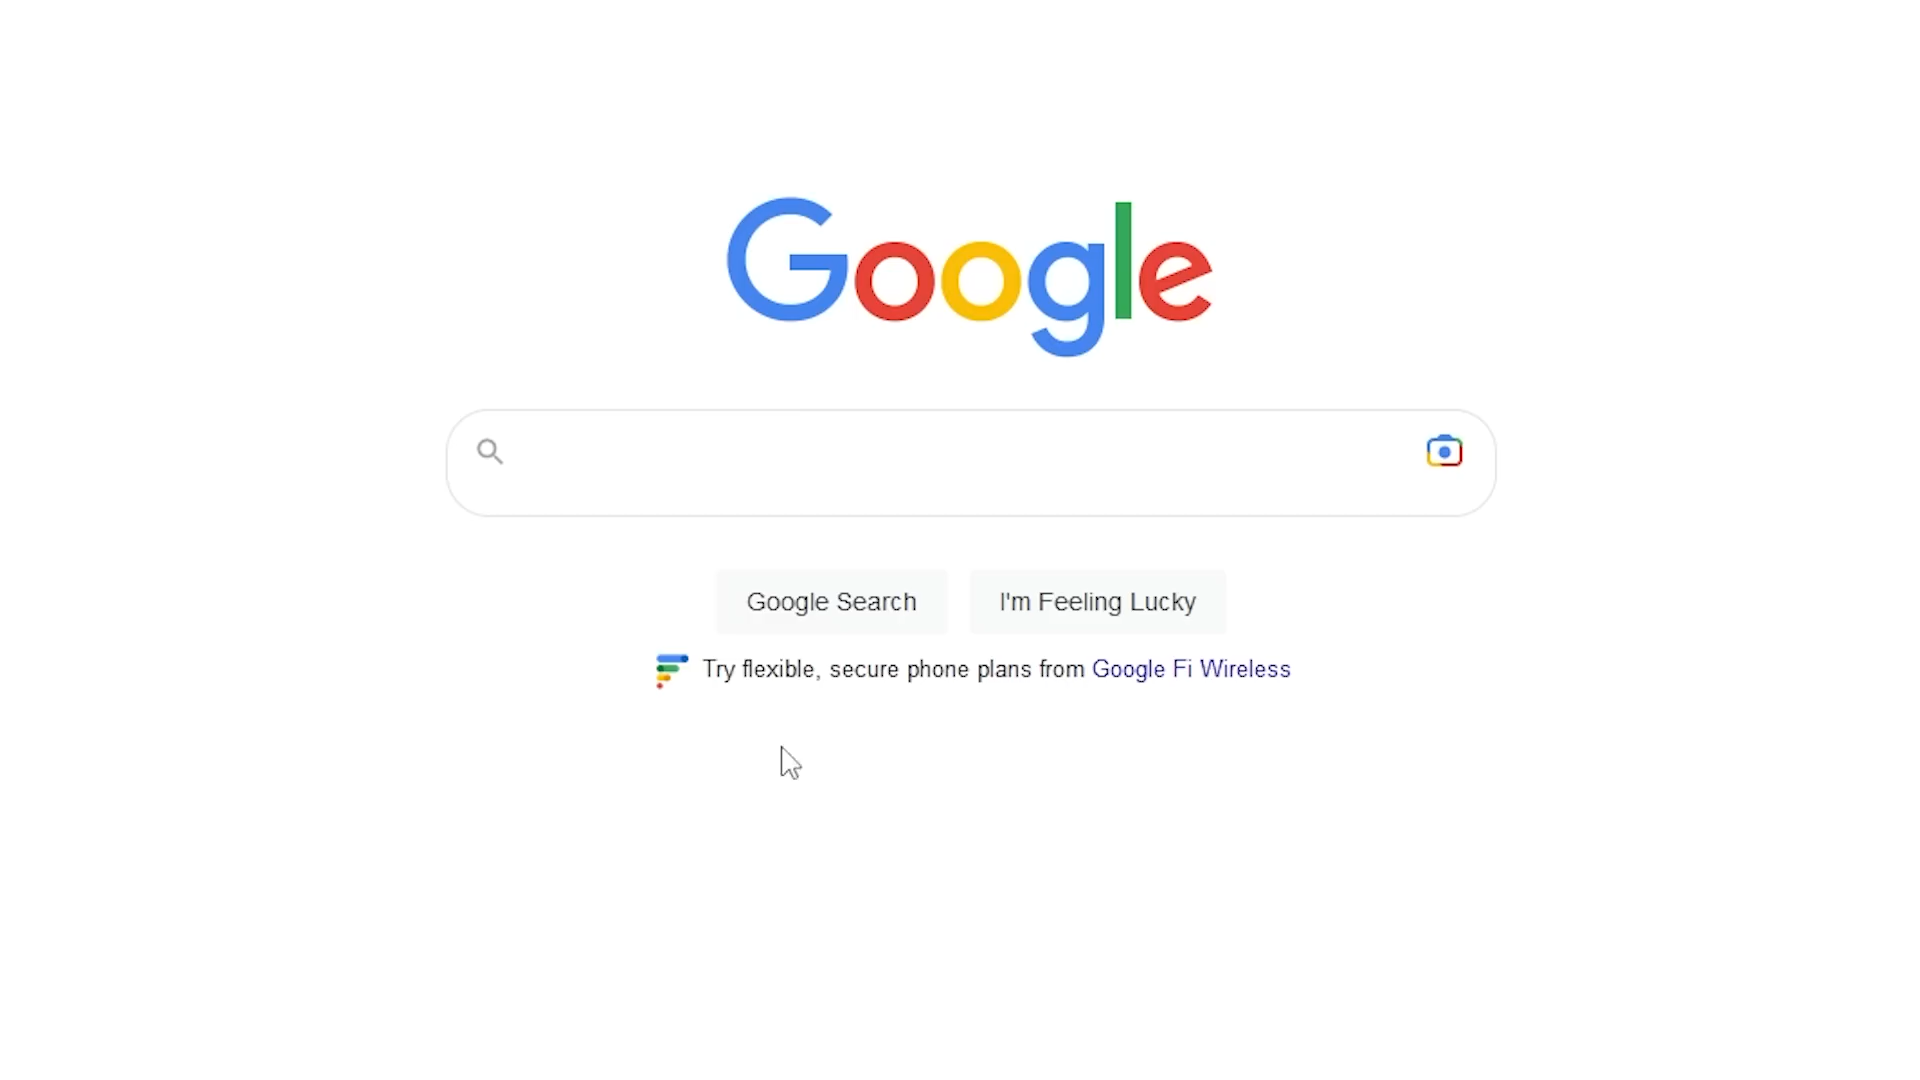 Google
Google Search
I'm Feeling Lucky
Try flexible, secure phone plans from Google Fi Wireless